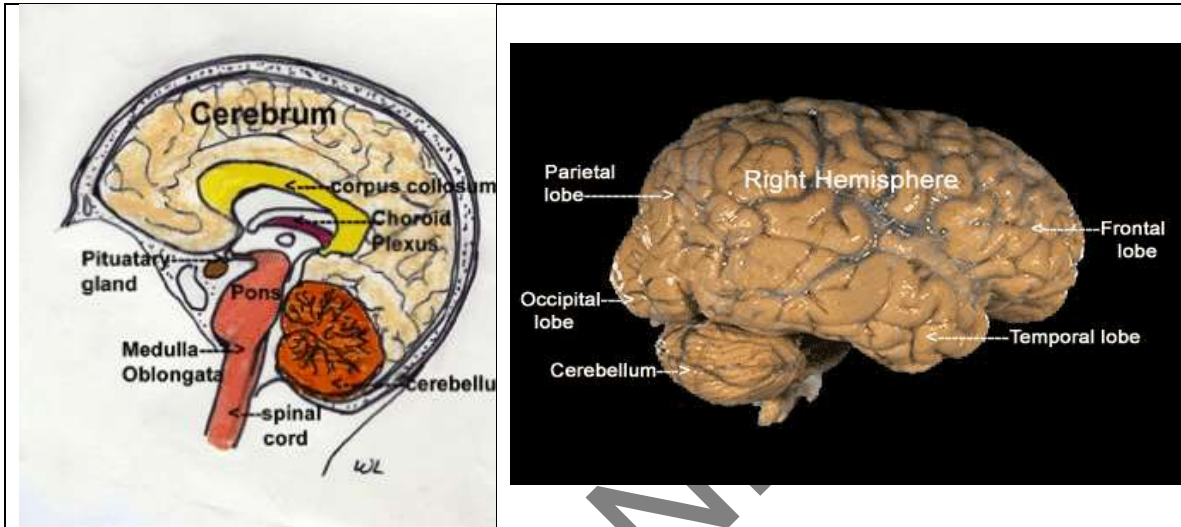 Cerebrum
corpus collosum
Choroid
Plexus
Pituatary
gland
Pons
Medulla
Oblongata
cerebellu
spinal
cord
WL
Right Hemisphere
Parietal
lobe
Frontal
lobe
Occipital
lobe
Temporal lobe
Cerebellum